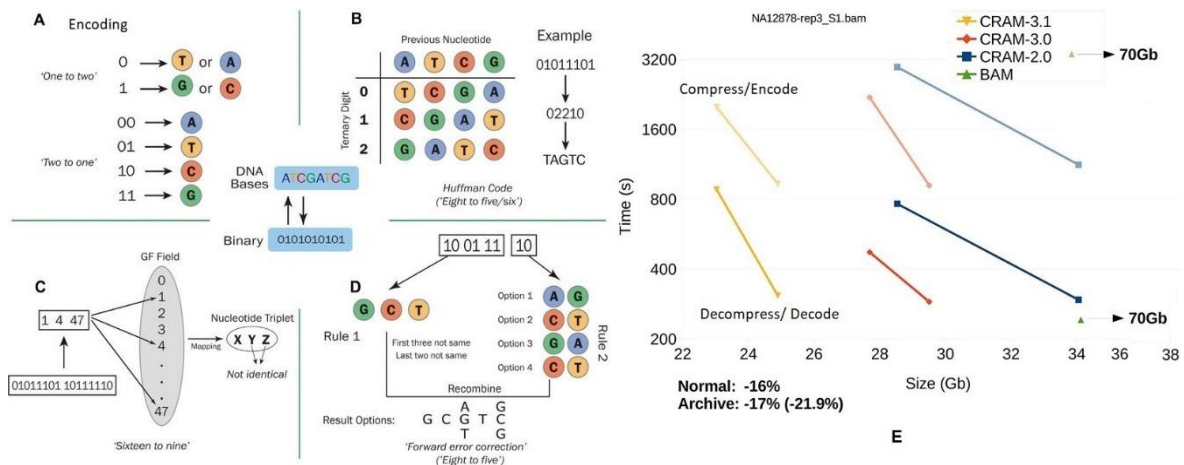 A
Encoding
0 T or A
'One to two'
1 G or C
00 A
01 T
'Two to one'
10 C
11 G
DNA
Bases
ATCGATCG
Binary
0101010101
B
Previous Nucleotide
Example
A T C G
01011101
Ternary Digit
0 T C G A
1 C G A T
02210
2 G A T C
TAGTC
Huffman Code
('Eight to five/six')
C
GF Field
0
1
2
3
4
.
.
.
47
1 4 47
01011101 10111110
Mapping
Nucleotide Triplet
X Y Z
Not identical
'Sixteen to nine'
D
10 01 11 10
G C T
Rule 1
First three not same
Last two not same
Option 1 A G
Option 2 C T
Option 3 G A
Option 4 C T
Rule 2
Recombine
Result Options:
A G
G C G T C
T G
'Forward error correction'
('Eight to five')
NA12878-rep3_S1.bam
CRAM-3.1
CRAM-3.0
CRAM-2.0
BAM
70Gb
Compress/Encode
Decompress/ Decode
70Gb
Time (s)
3200
1600
800
400
200
22 24 26 28 30 32 34 36 38
Size (Gb)
Normal: -16%
Archive: -17% (-21.9%)
E